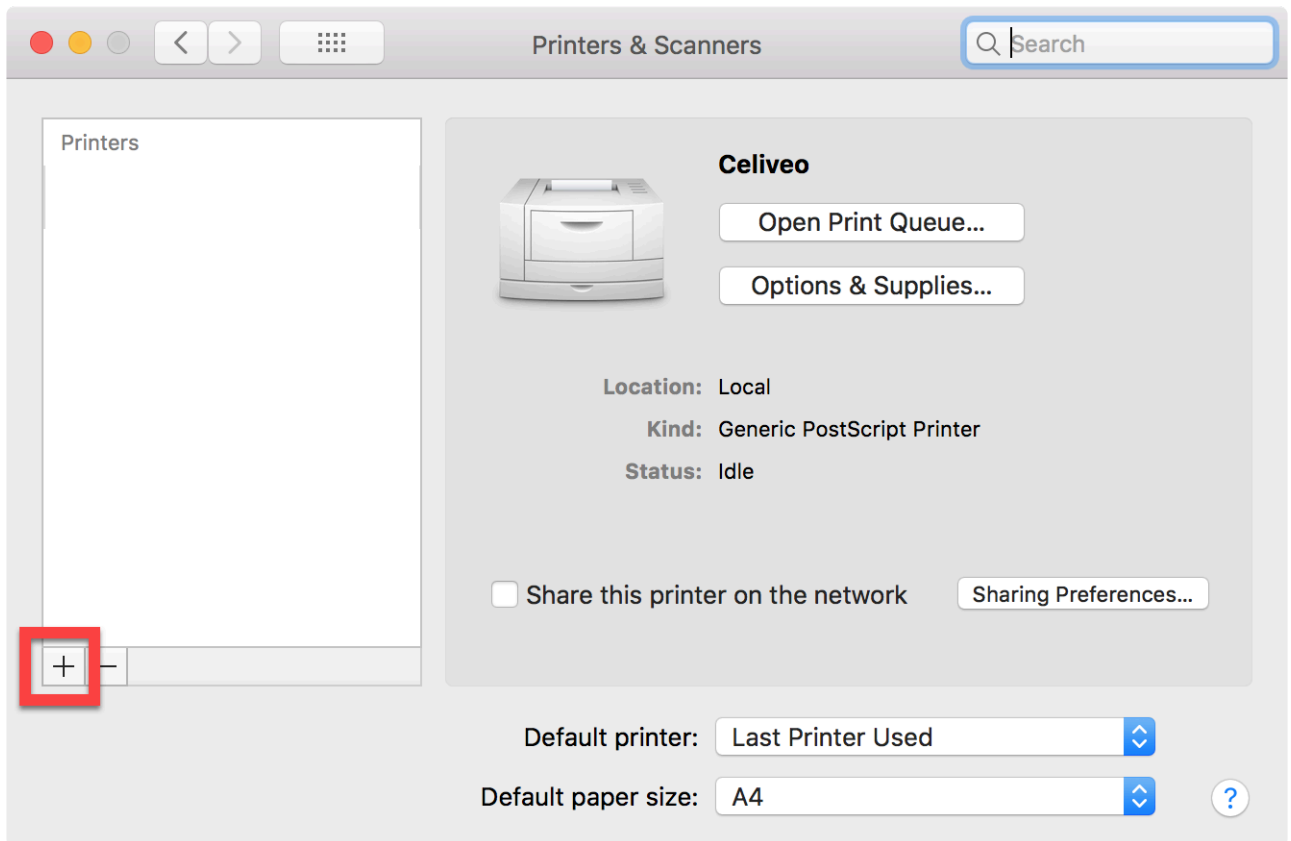 Printers & Scanners
Search
Printers
Celiveo
Open Print Queue...
Options & Supplies...
Location: Local
Kind: Generic PostScript Printer
Status: Idle
Share this printer on the network
Sharing Preferences...
+ −
Default printer: Last Printer Used
Default paper size: A4
?